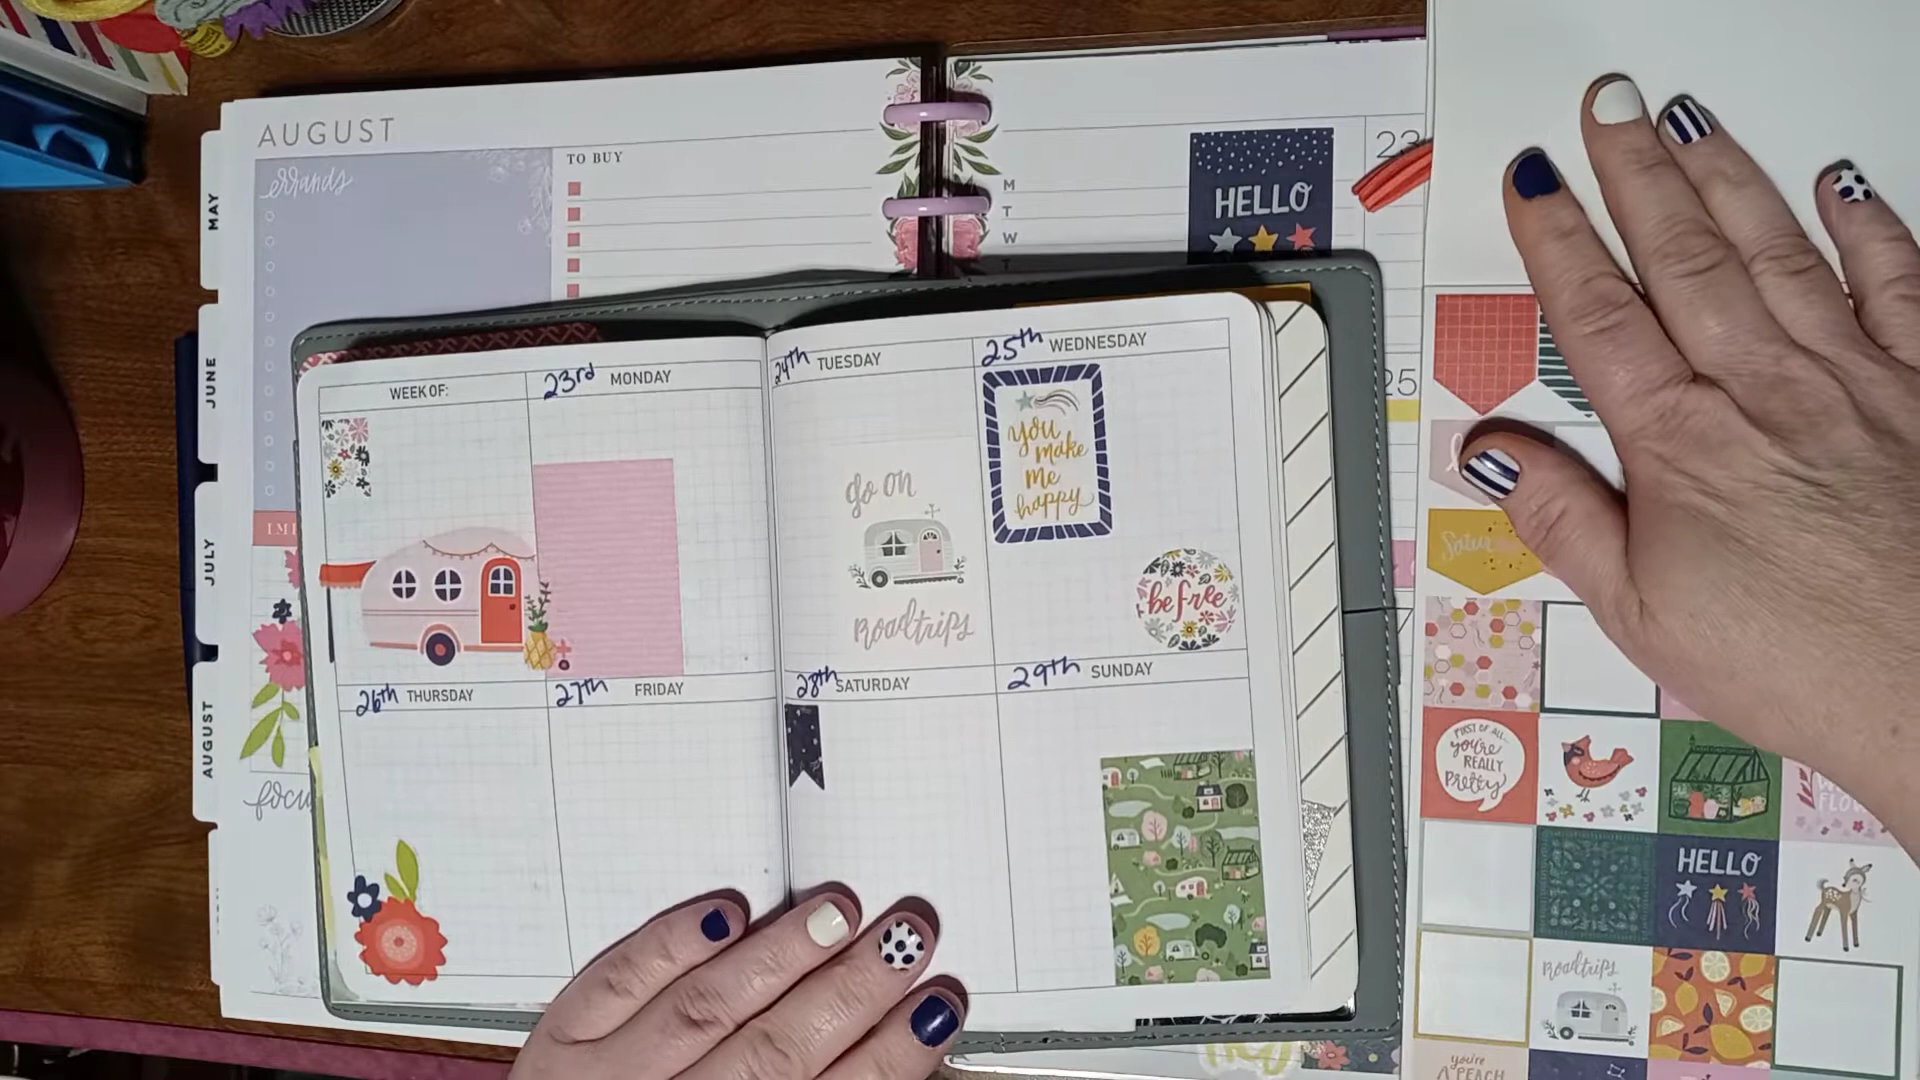 AUGUST
errands
TO BUY
M
T
W
HELLO
23
25
MAY
JUNE
JULY
AUGUST
WEEK OF:
23rd MONDAY
24th TUESDAY
25th WEDNESDAY
go on
Roadtrips
you
make
me
happy
be free
26th THURSDAY
27th FRIDAY
28th SATURDAY
29th SUNDAY
FIRST OF ALL
you're
REALLY
Pretty
HELLO
Roadtrips
you're
A PEACH